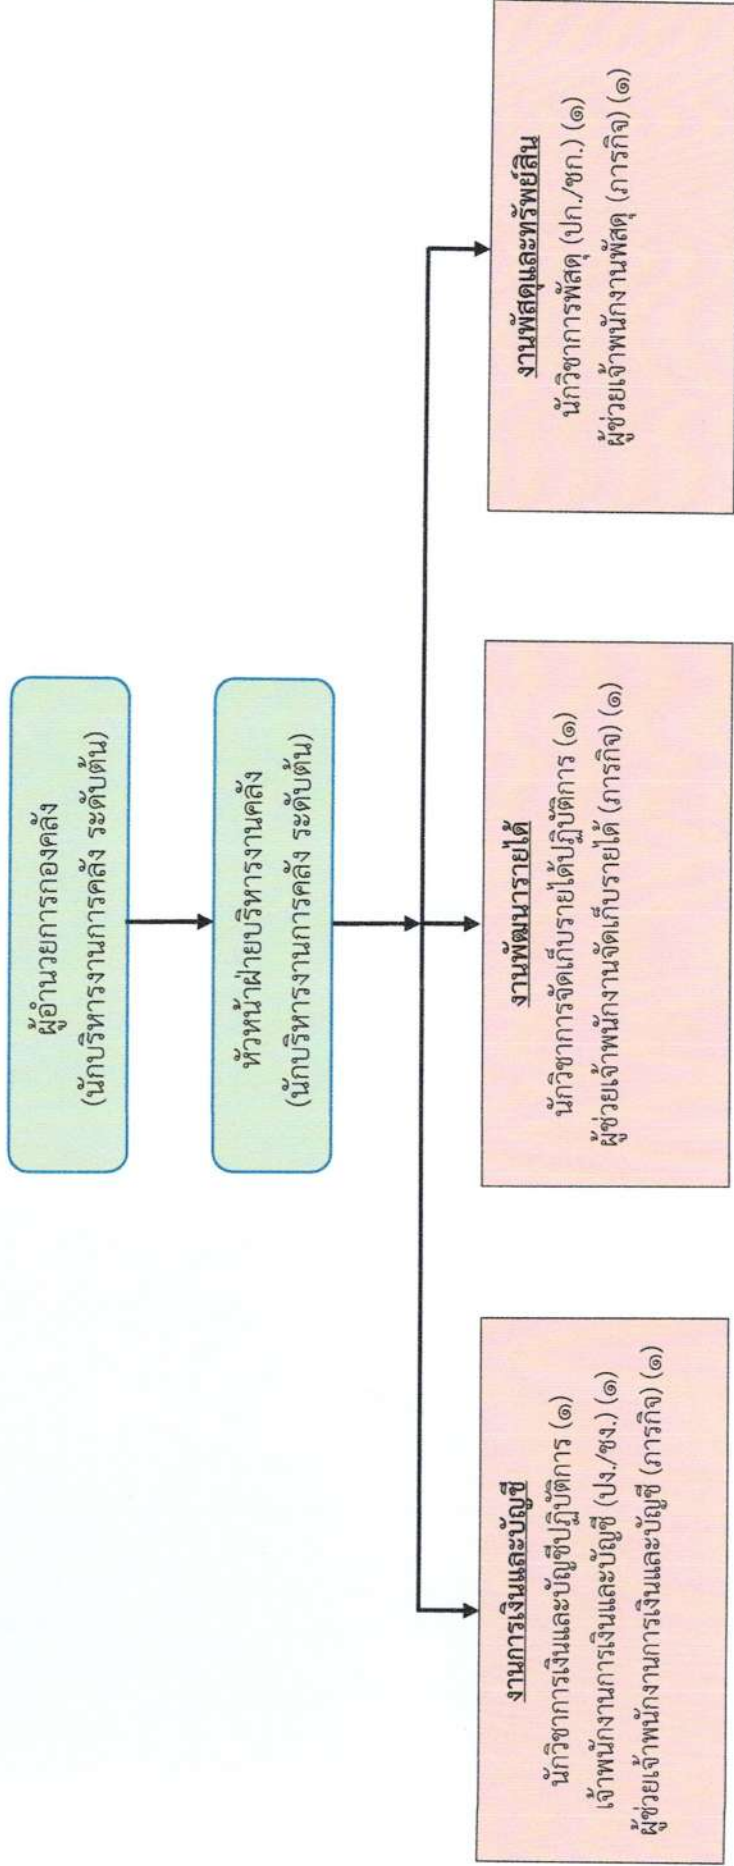 ผู้อำนวยการกองคลัง
(นักบริหารงานการคลัง ระดับต้น)
หัวหน้าฝ่ายบริหารงานคลัง
(นักบริหารงานการคลัง ระดับต้น)
งานการเงินและบัญชี
นักวิชาการเงินและบัญชีปฏิบัติการ (๑)
เจ้าพนักงานการเงินและบัญชี (ปง./ชง.) (๑)
ผู้ช่วยเจ้าพนักงานการเงินและบัญชี (ภารกิจ) (๑)
งานพัฒนารายได้
นักวิชาการจัดเก็บรายได้ปฏิบัติการ (๑)
ผู้ช่วยเจ้าพนักงานจัดเก็บรายได้ (ภารกิจ) (๑)
งานพัสดุและทรัพย์สิน
นักวิชาการพัสดุ (ปก./ชก.) (๑)
ผู้ช่วยเจ้าพนักงานพัสดุ (ภารกิจ) (๑)